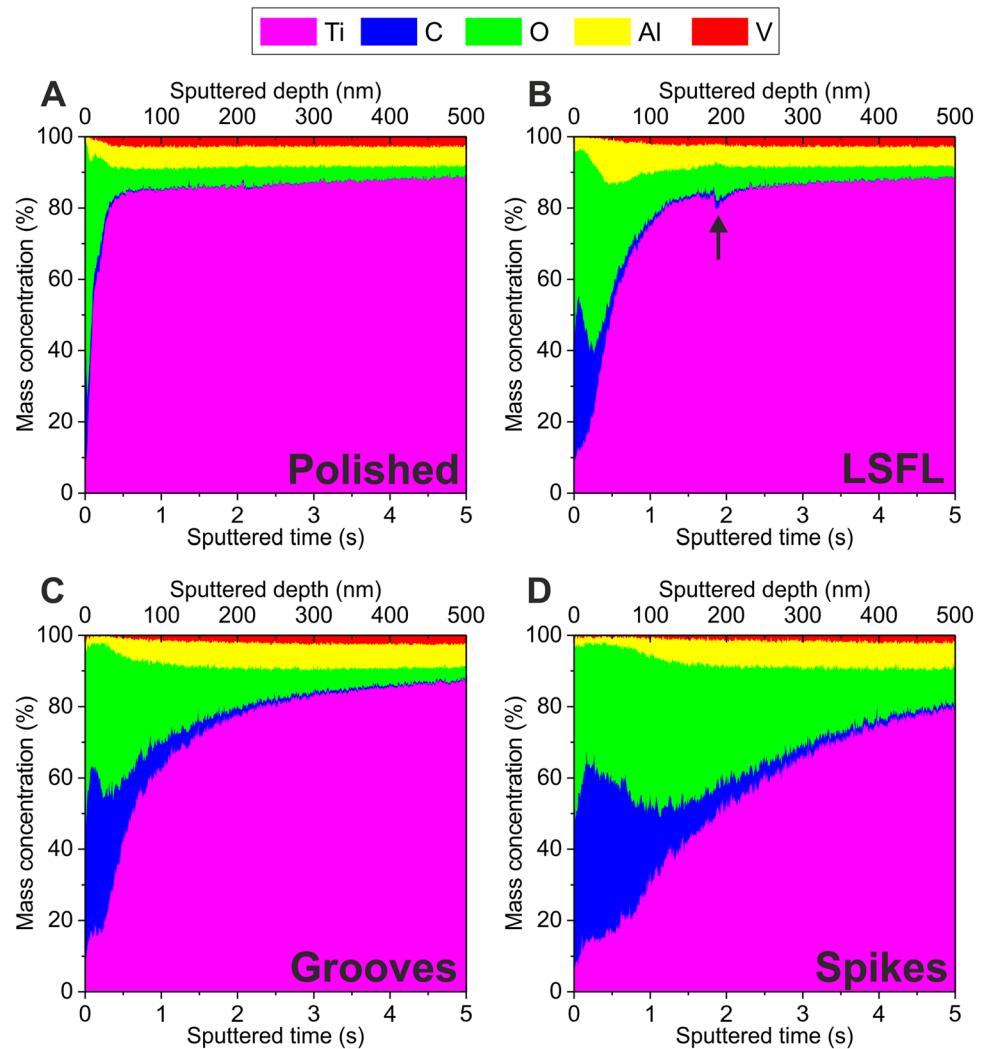 Ti C O Al V
A
Sputtered depth (nm)
0 100 200 300 400 500
Mass concentration (%)
100
80
60
40
20
0
Polished
0 1 2 3 4 5
Sputtered time (s)
B
Sputtered depth (nm)
0 100 200 300 400 500
Mass concentration (%)
100
80
60
40
20
0
LSFL
0 1 2 3 4 5
Sputtered time (s)
C
Sputtered depth (nm)
0 100 200 300 400 500
Mass concentration (%)
100
80
60
40
20
0
Grooves
0 1 2 3 4 5
Sputtered time (s)
D
Sputtered depth (nm)
0 100 200 300 400 500
Mass concentration (%)
100
80
60
40
20
0
Spikes
0 1 2 3 4 5
Sputtered time (s)